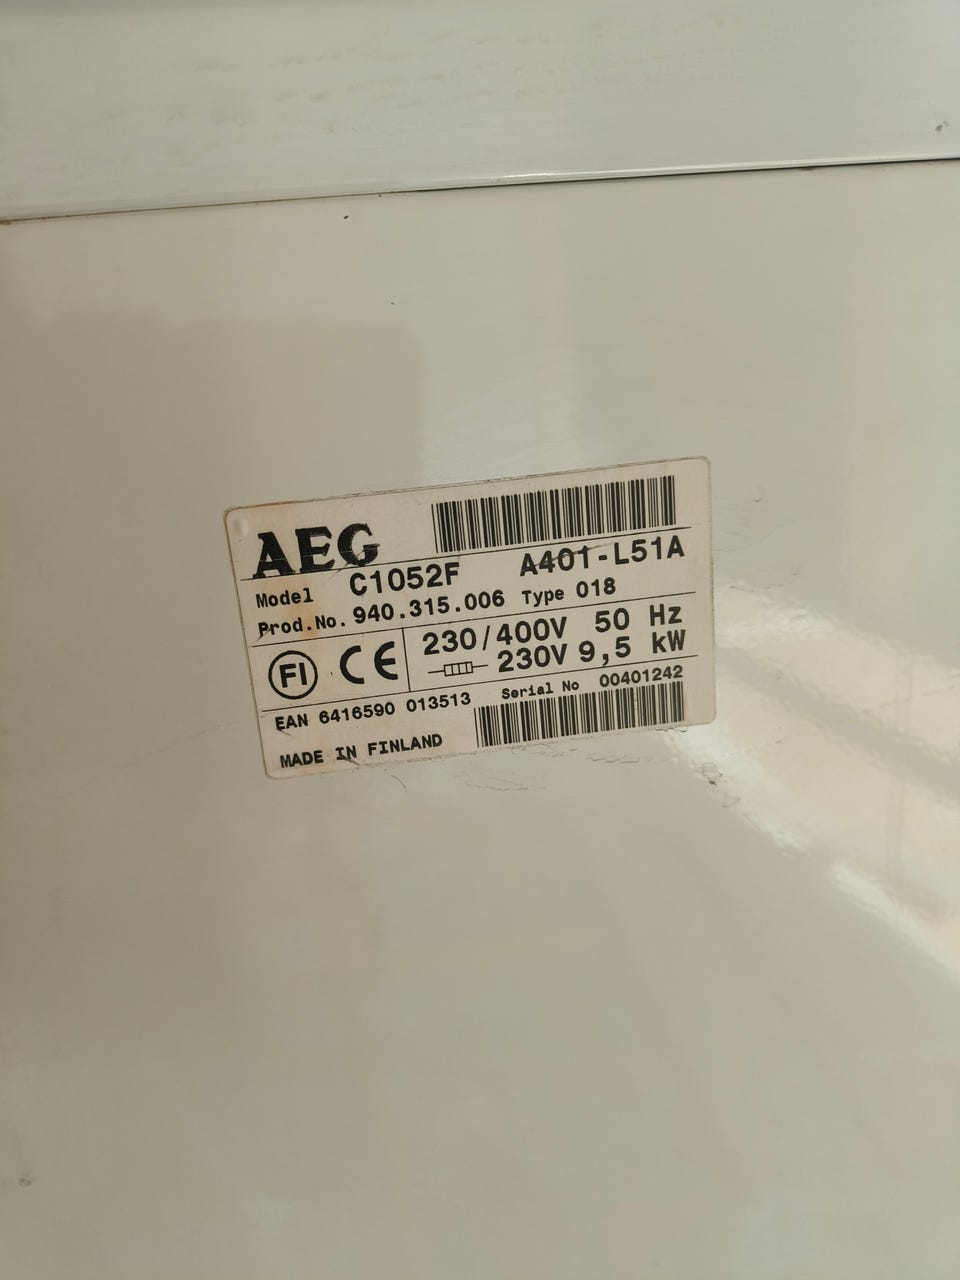 AEG
Model C1052F A401-L51A
Prod.No. 940.315.006 Type 018
FI CE 230/400V 50 Hz
230V 9,5 kW
EAN 6416590 013513 Serial No 00401242
MADE IN FINLAND